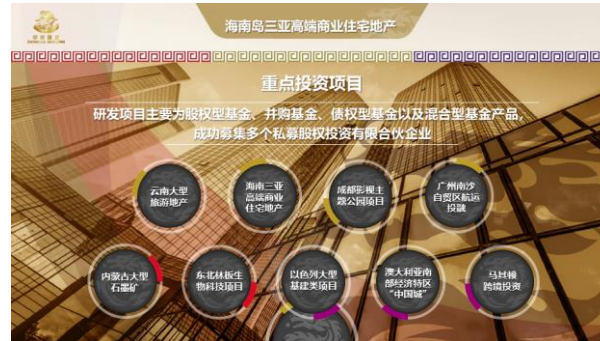 海南岛三亚高端商业住宅地产
重点投资项目
研发项目主要为股权型基金、并购基金、债权型基金以及混合型基金产品，
成功募集多个私募股权投资有限合伙企业
云南大型
旅游地产
海南三亚
高端商业
住宅地产
成都影视主
题公园项目
广州南沙
自贸区航运
投融
内蒙古大型
石墨矿
东北林板生
物科技项目
以色列大型
基建类项目
澳大利亚南
部经济特区
“中国城”
马其顿
跨境投资